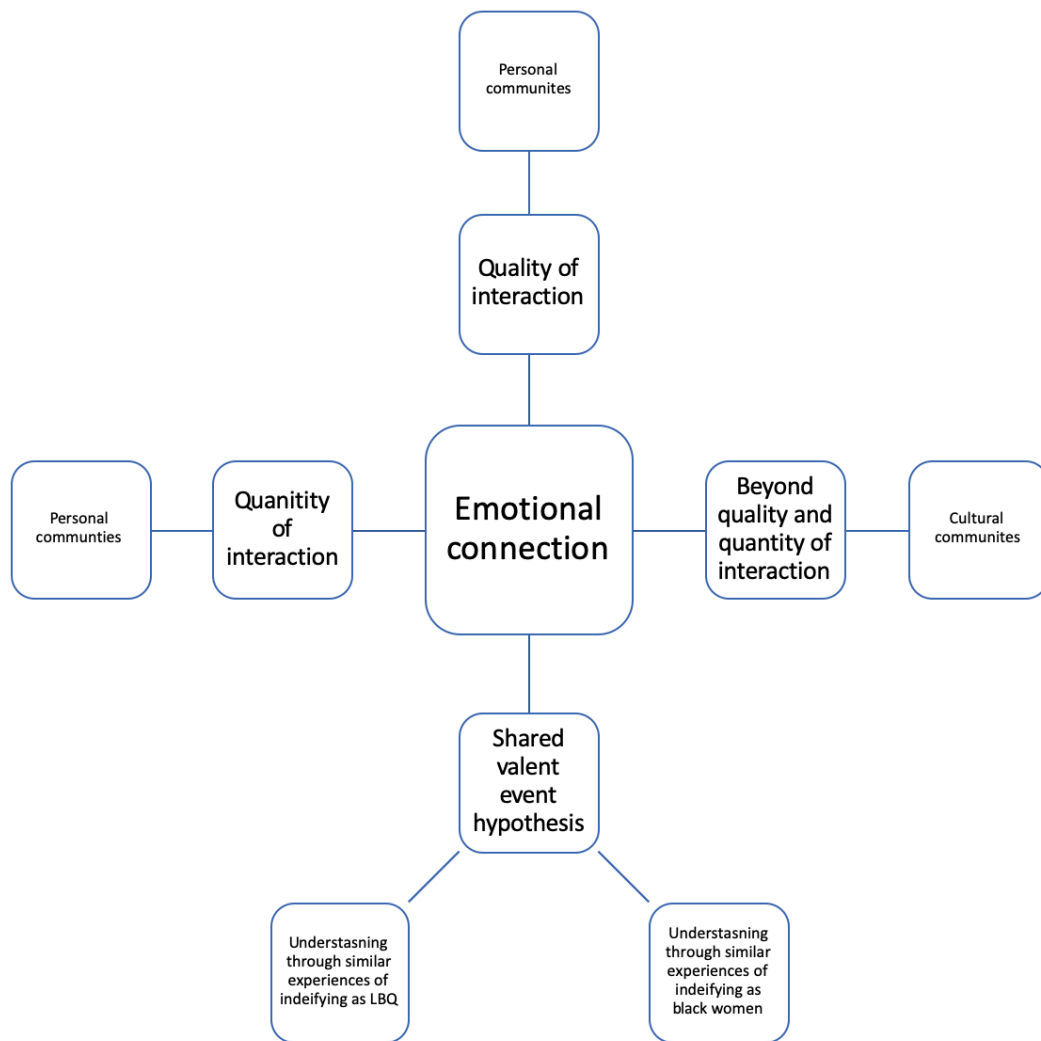 Personal
communites
Quality of
interaction
Personal
communties
Quanitity
of
interaction
Emotional
connection
Beyond
quality and
quantity of
interaction
Cultural
communites
Shared
valent
event
hypothesis
Understasning
through similar
experiences of
indeifying as LBQ
Understasning
through similar
experiences of
indeifying as
black women